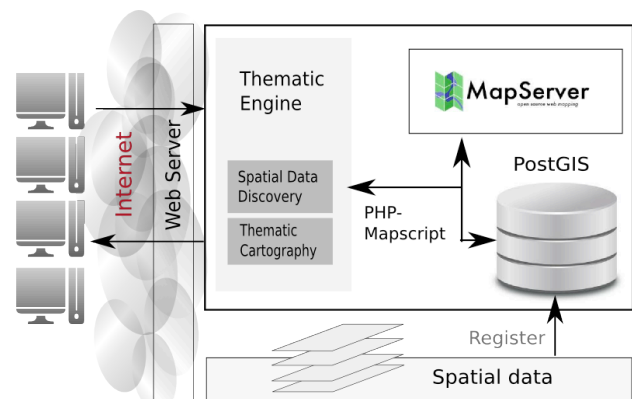 Internet
Web Server
Thematic
Engine
Spatial Data
Discovery
Thematic
Cartography
MapServer
open source web mapping
PostGIS
PHP-
Mapscript
Register
Spatial data